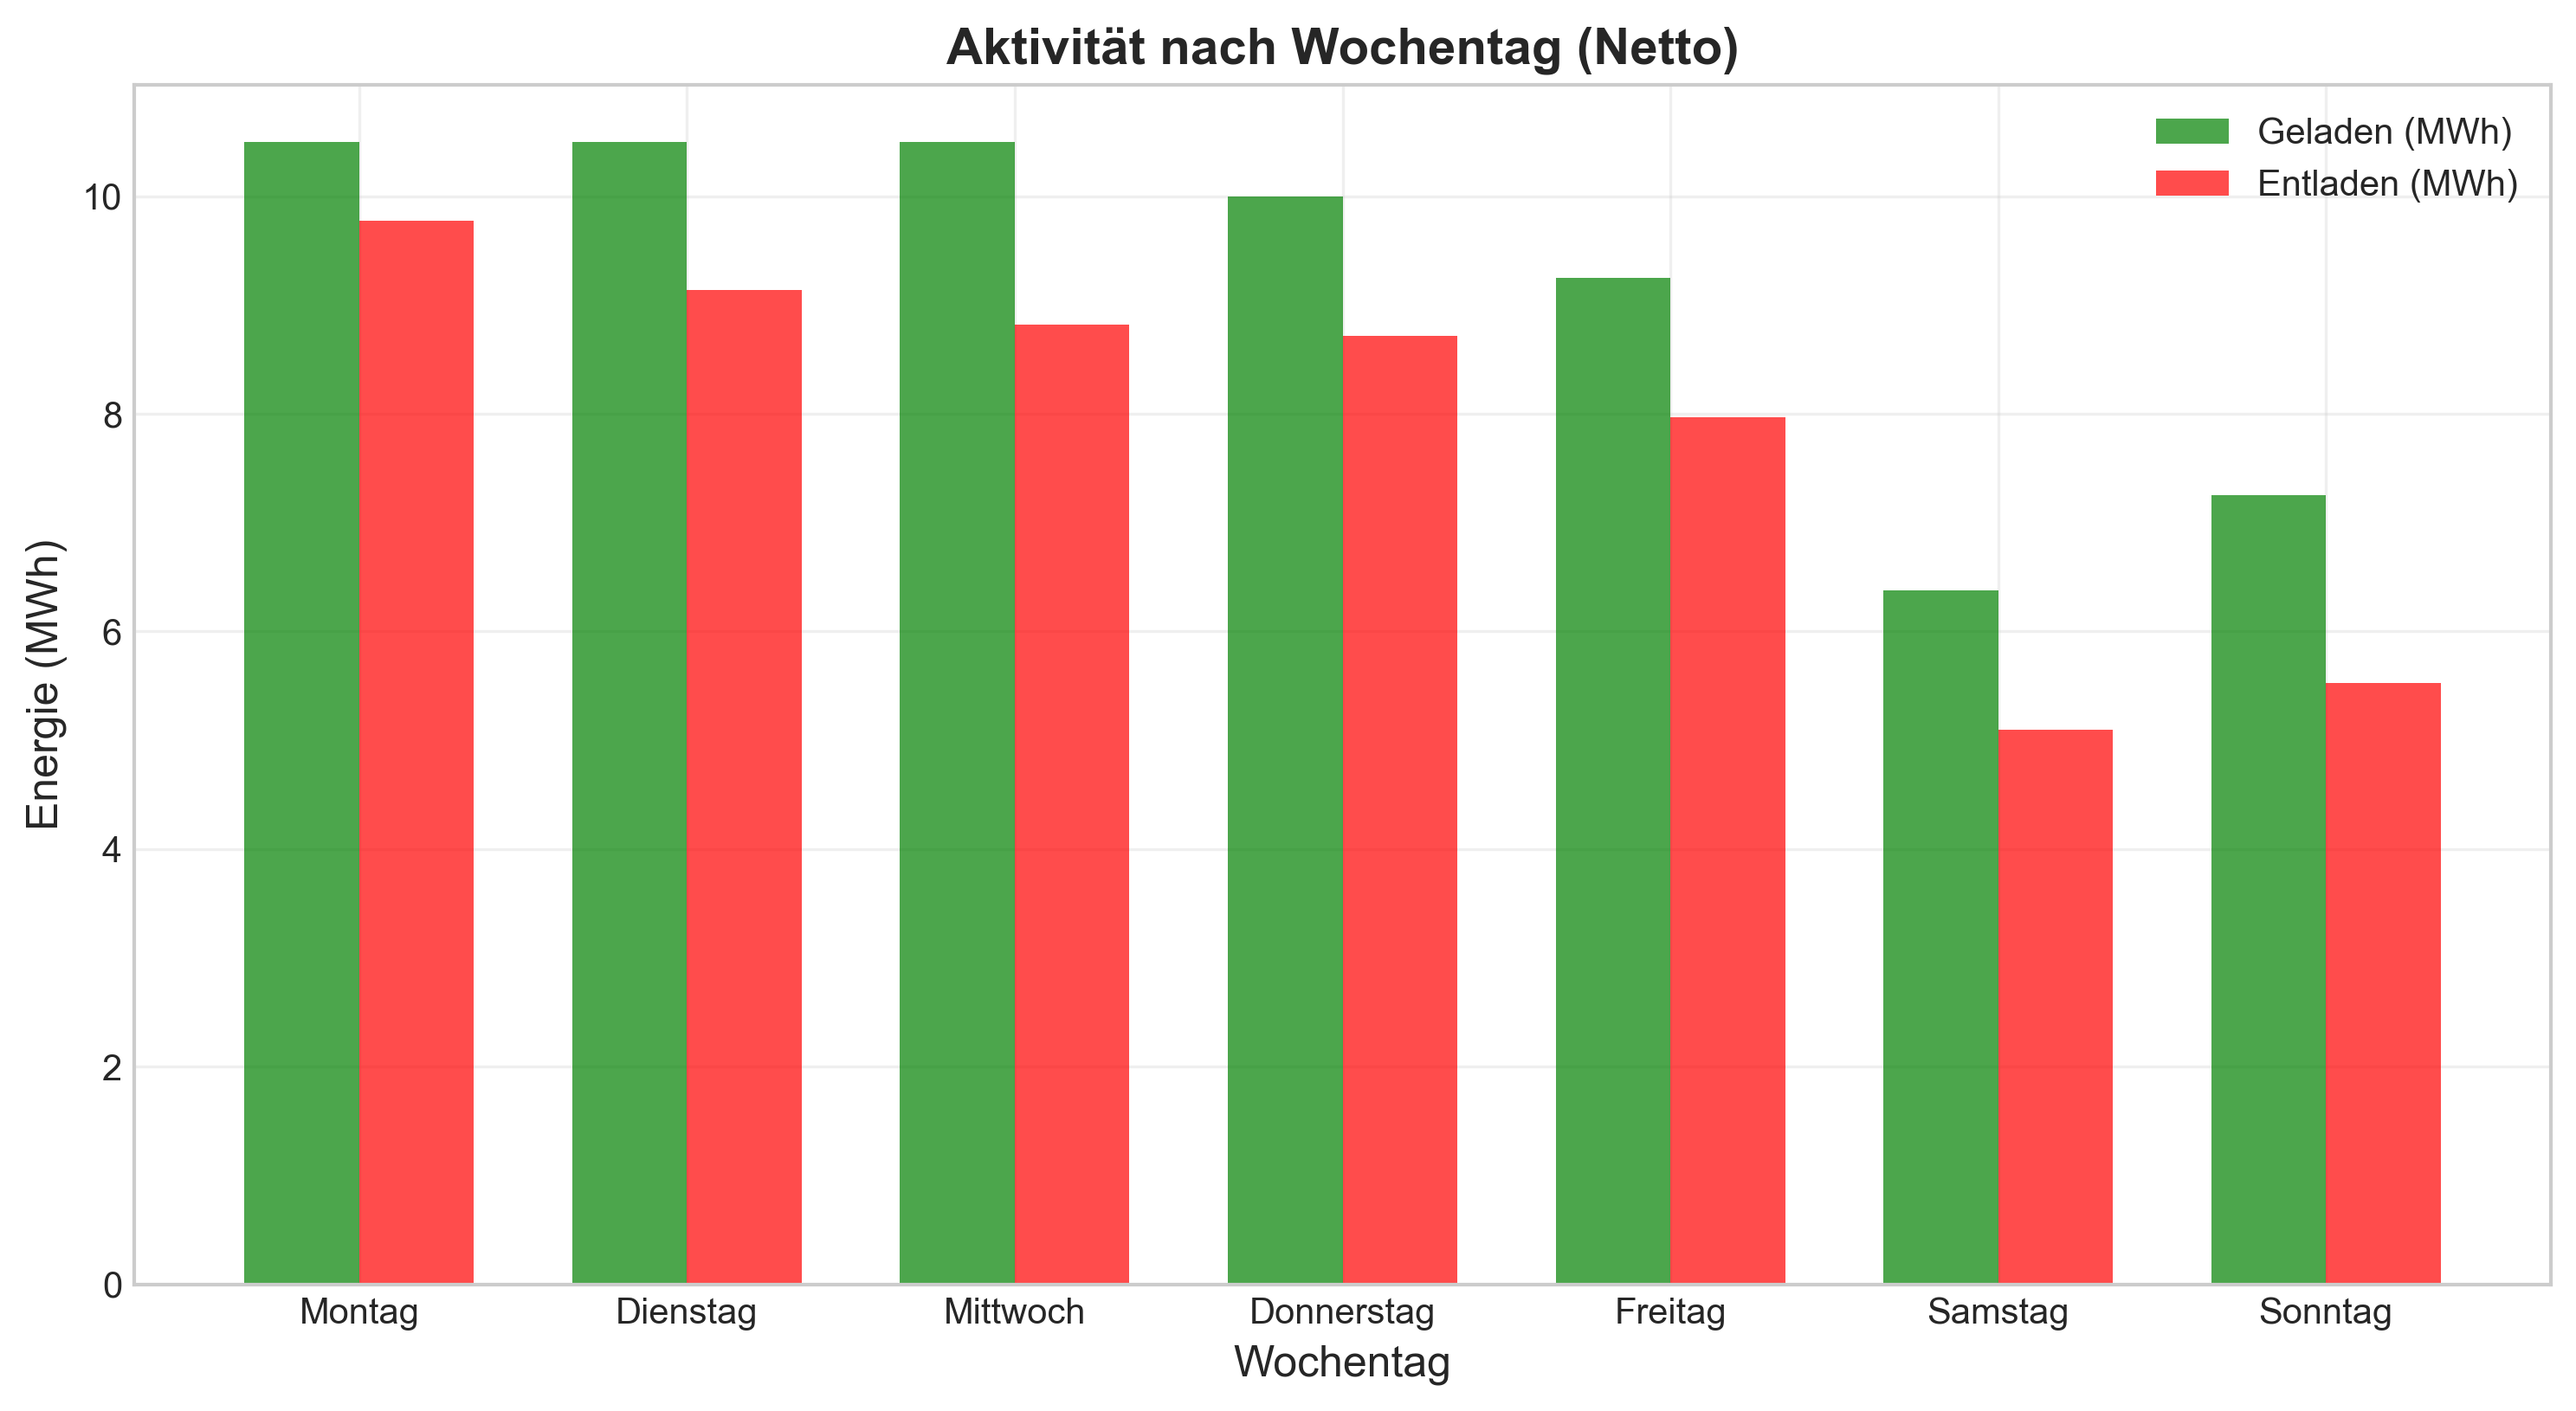 Aktivität nach Wochentag (Netto)
Geladen (MWh)
Entladen (MWh)
Energie (MWh)
10
8
6
4
2
0
Montag Dienstag Mittwoch Donnerstag Freitag Samstag Sonntag
Wochentag